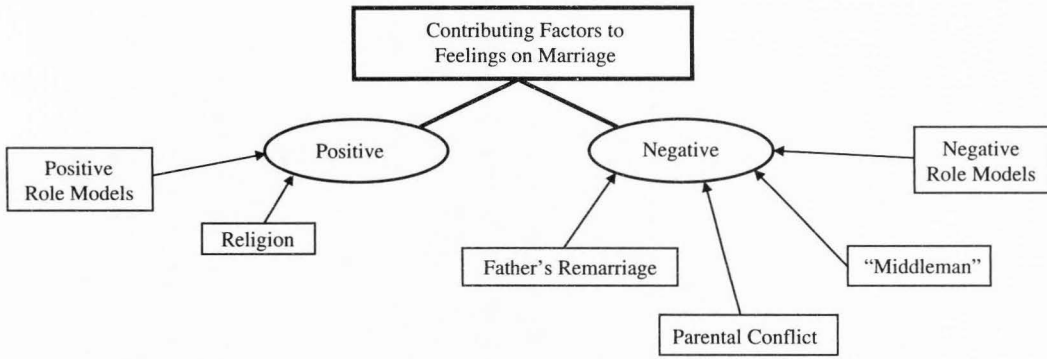 Contributing Factors to
Feelings on Marriage
Positive
Negative
Positive
Role Models
Negative
Role Models
Religion
Father's Remarriage
“Middleman”
Parental Conflict